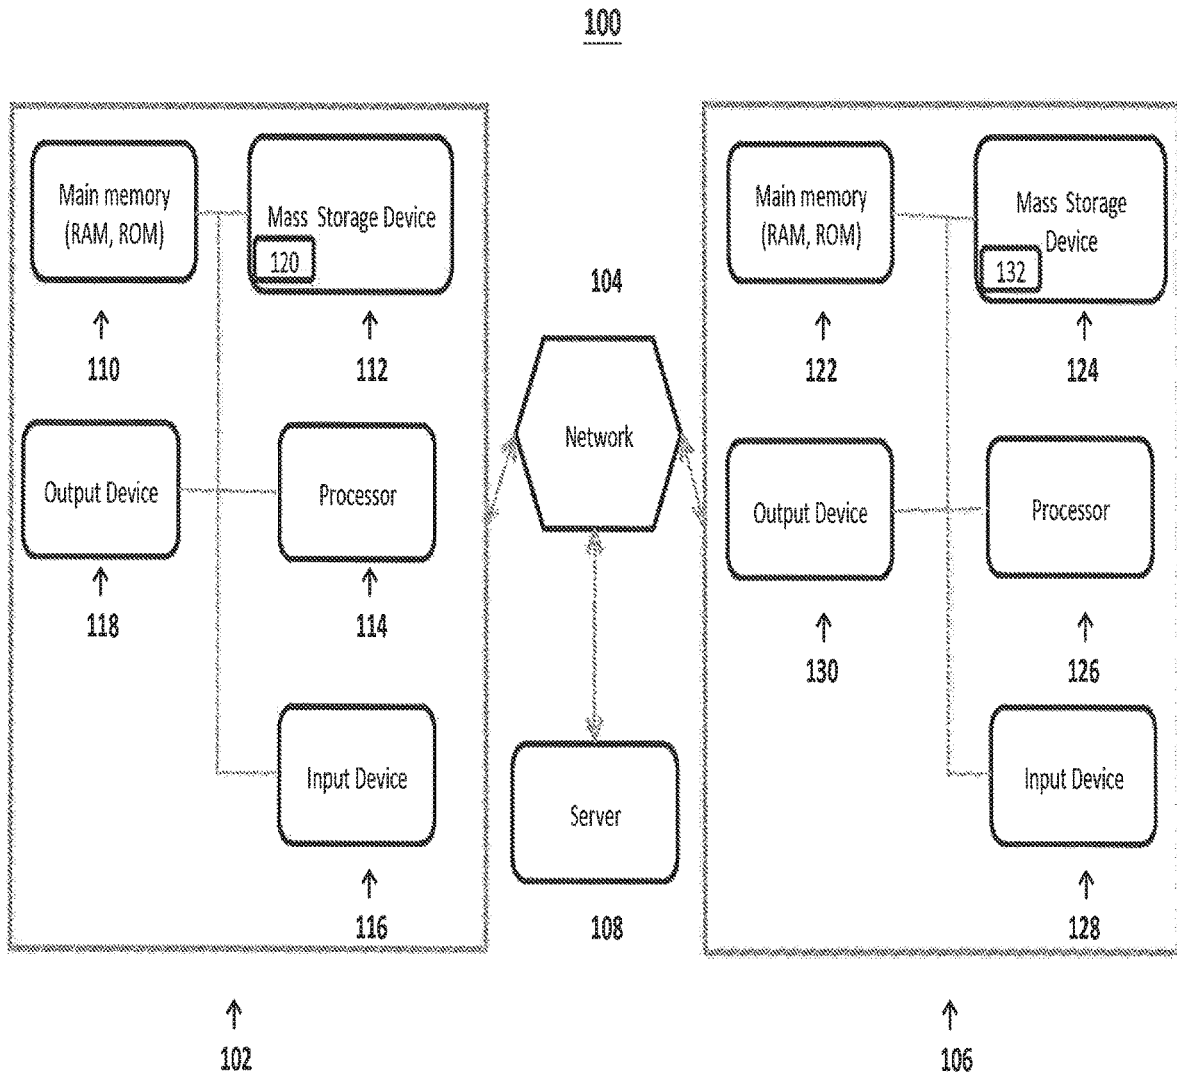 100
Main memory
(RAM, ROM)
110
Mass Storage Device
120
112
Output Device
118
Processor
114
Input Device
116
102
104
Network
Server
108
Main memory
(RAM, ROM)
122
Mass Storage
Device
132
124
Output Device
130
Processor
126
Input Device
128
106